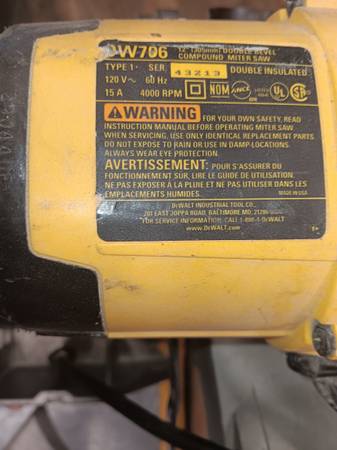 DW706 12" (305mm) DOUBLE BEVEL
COMPOUND MITER SAW
TYPE 1 SER. 43213 DOUBLE INSULATED
120 V~ 60 Hz
15 A 4000 RPM NOM ANCE UL SA
WARNING FOR YOUR OWN SAFETY, READ
INSTRUCTION MANUAL BEFORE OPERATING MITER SAW
WHEN SERVICING, USE ONLY IDENTICAL REPLACEMENT PARTS
DO NOT EXPOSE TO RAIN OR USE IN DAMP LOCATIONS.
ALWAYS WEAR EYE PROTECTION.
AVERTISSEMENT: POUR S'ASSURER DU
FONCTIONNEMENT SUR, LIRE LE GUIDE DE UTILISATION.
NE PAS EXPOSER A LA PLUIE ET NE PAS UTILISER DANS LES
EMPLACEMENTS HUMIDES. MADE IN USA
DeWALT INDUSTRIAL TOOL CO.,
701 EAST JOPPA ROAD, BALTIMORE MD, 21286
FOR SERVICE INFORMATION CALL 1-800-4-DeWALT
www.DeWALT.com